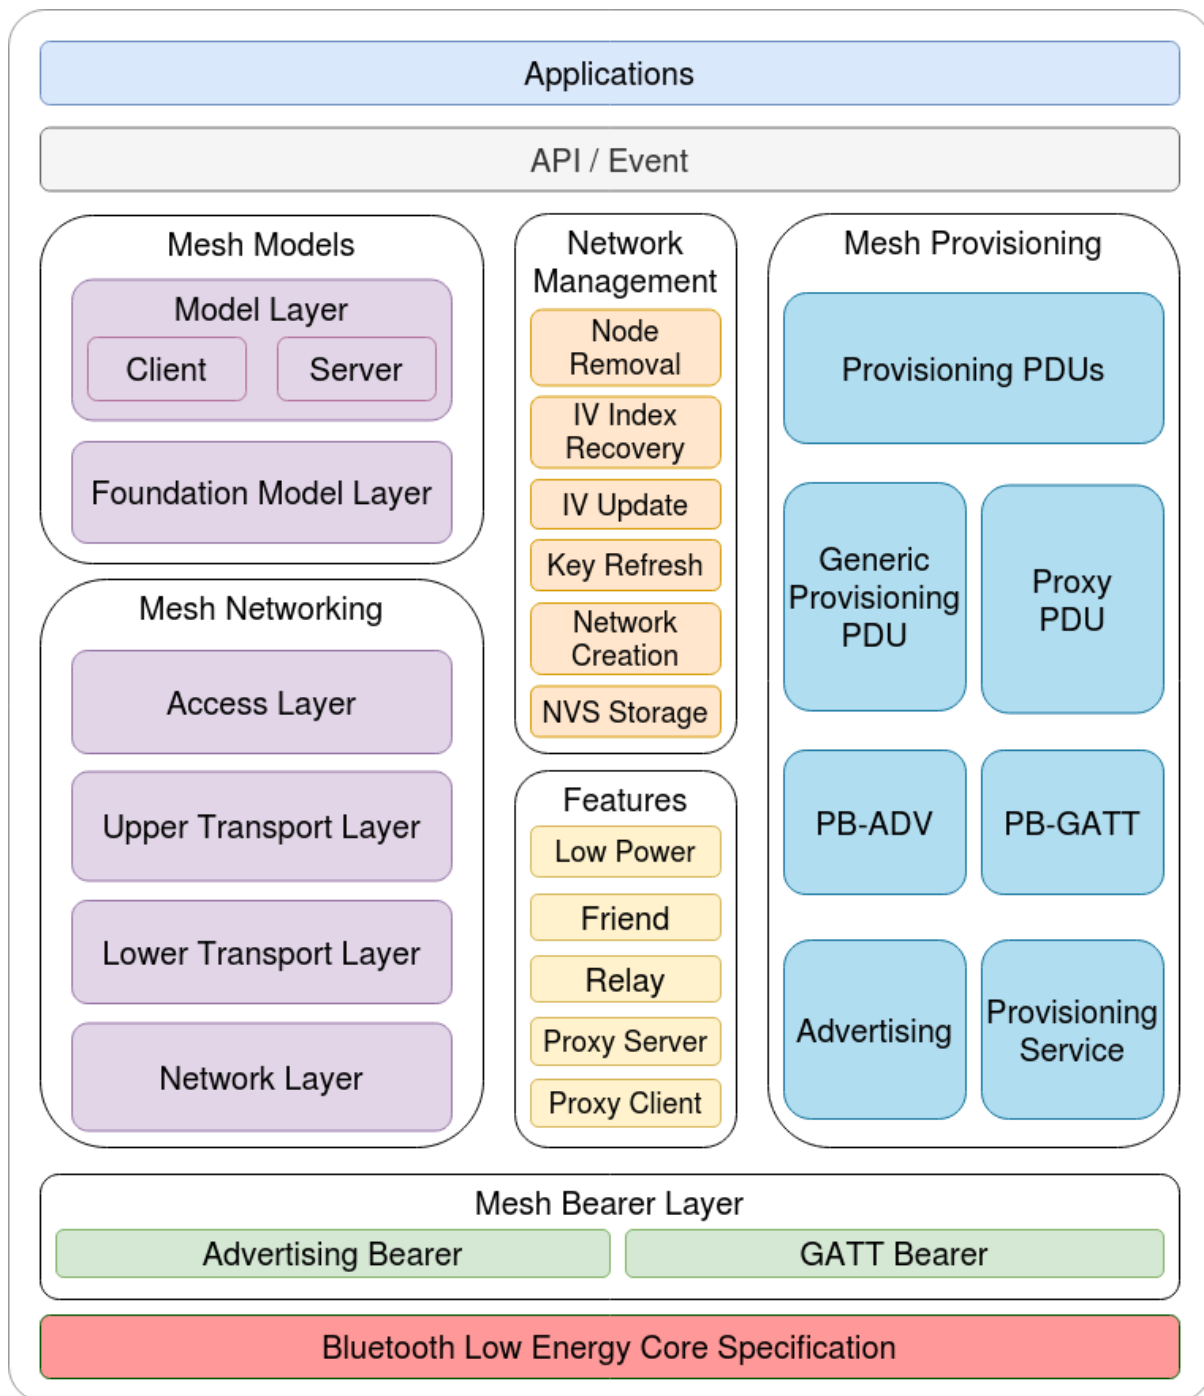 Applications
API / Event
Mesh Models
Model Layer
Client
Server
Foundation Model Layer
Mesh Networking
Access Layer
Upper Transport Layer
Lower Transport Layer
Network Layer
Network
Management
Node
Removal
IV Index
Recovery
IV Update
Key Refresh
Network
Creation
NVS Storage
Features
Low Power
Friend
Relay
Proxy Server
Proxy Client
Mesh Provisioning
Provisioning PDUs
Generic
Provisioning
PDU
Proxy
PDU
PB-ADV
PB-GATT
Advertising
Provisioning
Service
Mesh Bearer Layer
Advertising Bearer
GATT Bearer
Bluetooth Low Energy Core Specification